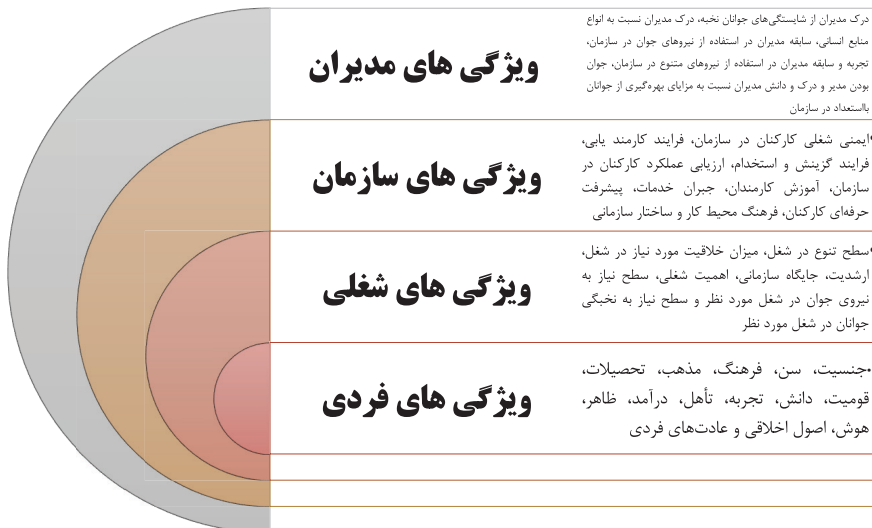 ویژگی های مدیران
درک مدیران از شایستگی‌های جوانان نخبه، درک مدیران نسبت به انواع
منابع انسانی، سابقه مدیران در استفاده از نیروهای جوان در سازمان،
تجربه و سابقه مدیران در استفاده از نیروهای متنوع در سازمان، جوان
بودن مدیر و درک و دانش مدیران نسبت به مزایای بهره‌گیری از جوانان
بااستعداد در سازمان
ویژگی های سازمان
•ایمنی شغلی کارکنان در سازمان، فرایند کارمند یابی،
فرایند گزینش و استخدام، ارزیابی عملکرد کارکنان در
سازمان، آموزش کارمندان، جبران خدمات، پیشرفت
حرفه‌ای کارکنان، فرهنگ محیط کار و ساختار سازمانی
ویژگی های شغلی
•سطح تنوع در شغل، میزان خلاقیت مورد نیاز در شغل،
ارشدیت، جایگاه سازمانی، اهمیت شغلی، سطح نیاز به
نیروی جوان در شغل مورد نظر و سطح نیاز به نخبگی
جوانان در شغل مورد نظر
ویژگی های فردی
•جنسیت، سن، فرهنگ، مذهب، تحصیلات،
قومیت، دانش، تجربه، تأهل، درآمد، ظاهر،
هوش، اصول اخلاقی و عادت‌های فردی